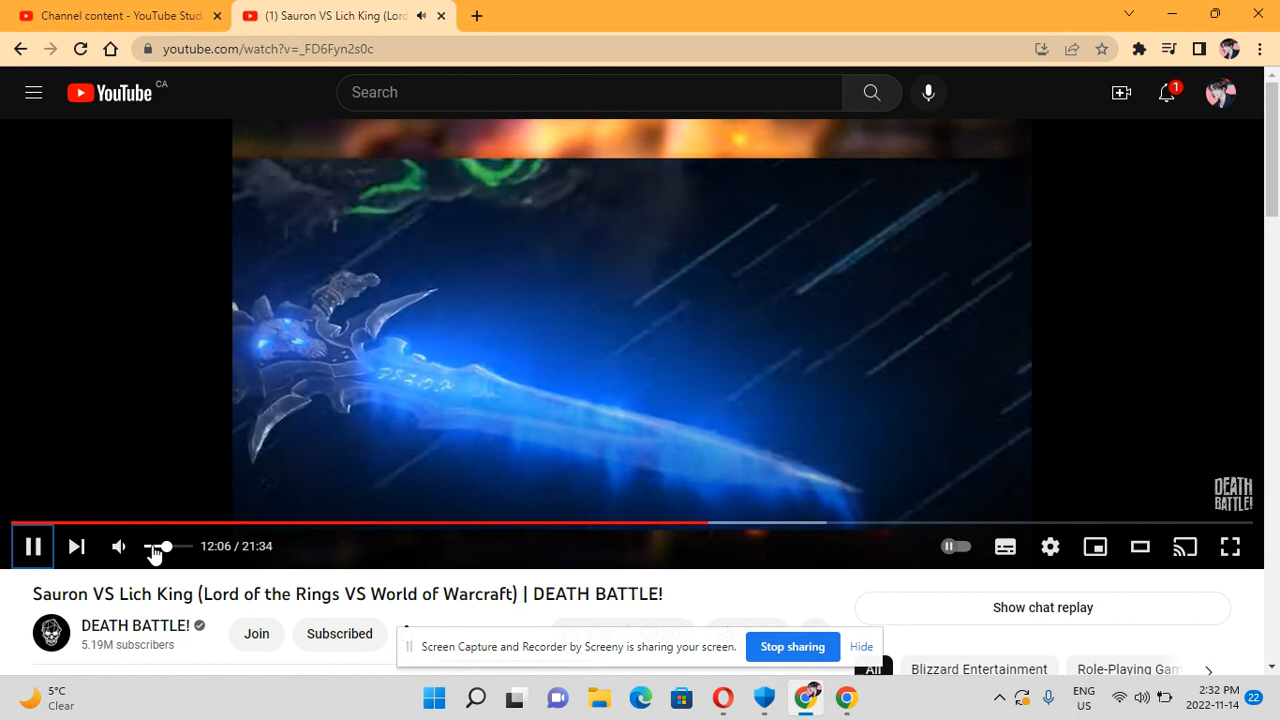 Channel content - YouTube Stud
(1) Sauron VS Lich King (Lord
youtube.com/watch?v=_FD6Fyn2s0c
YouTube CA
Search
1
DEATH BATTLE!
12:06 / 21:34
Sauron VS Lich King (Lord of the Rings VS World of Warcraft) | DEATH BATTLE!
Show chat replay
DEATH BATTLE!
5.19M subscribers
Join
Subscribed
Screen Capture and Recorder by Screeny is sharing your screen.
Stop sharing
Hide
All
Blizzard Entertainment
Role-Playing Gam
5°C
Clear
ENG
US
2:32 PM
2022-11-14
22